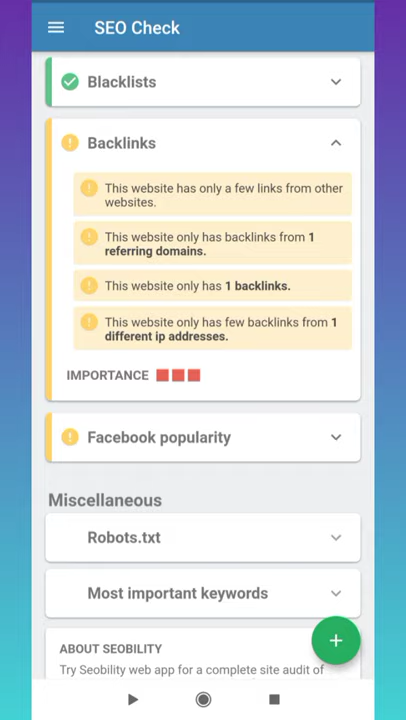 SEO Check
Blacklists
Backlinks
This website has only a few links from other
websites.
This website only has backlinks from 1
referring domains.
This website only has 1 backlinks.
This website only has few backlinks from 1
different ip addresses.
IMPORTANCE
Facebook popularity
Miscellaneous
Robots.txt
Most important keywords
ABOUT SEOBILITY
Try Seobility web app for a complete site audit of